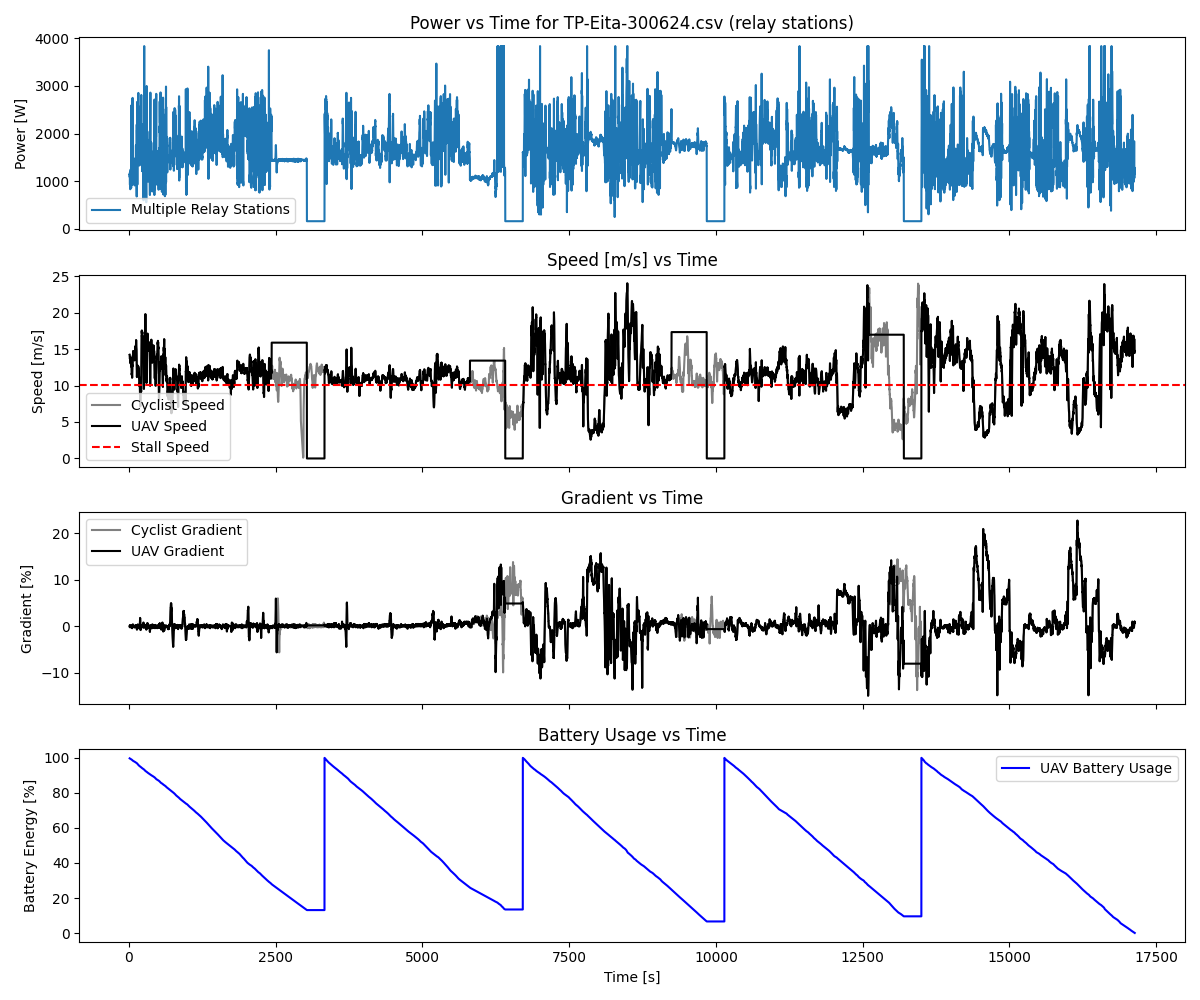 Power vs Time for TP-Eita-300624.csv (relay stations)
4000
3000
2000
1000
0
Power [W]
Multiple Relay Stations
Speed [m/s] vs Time
25
20
15
10
5
0
Speed [m/s]
Cyclist Speed
UAV Speed
Stall Speed
Gradient vs Time
20
10
0
−10
Gradient [%]
Cyclist Gradient
UAV Gradient
Battery Usage vs Time
100
80
60
40
20
0
Battery Energy [%]
UAV Battery Usage
0 2500 5000 7500 10000 12500 15000 17500
Time [s]